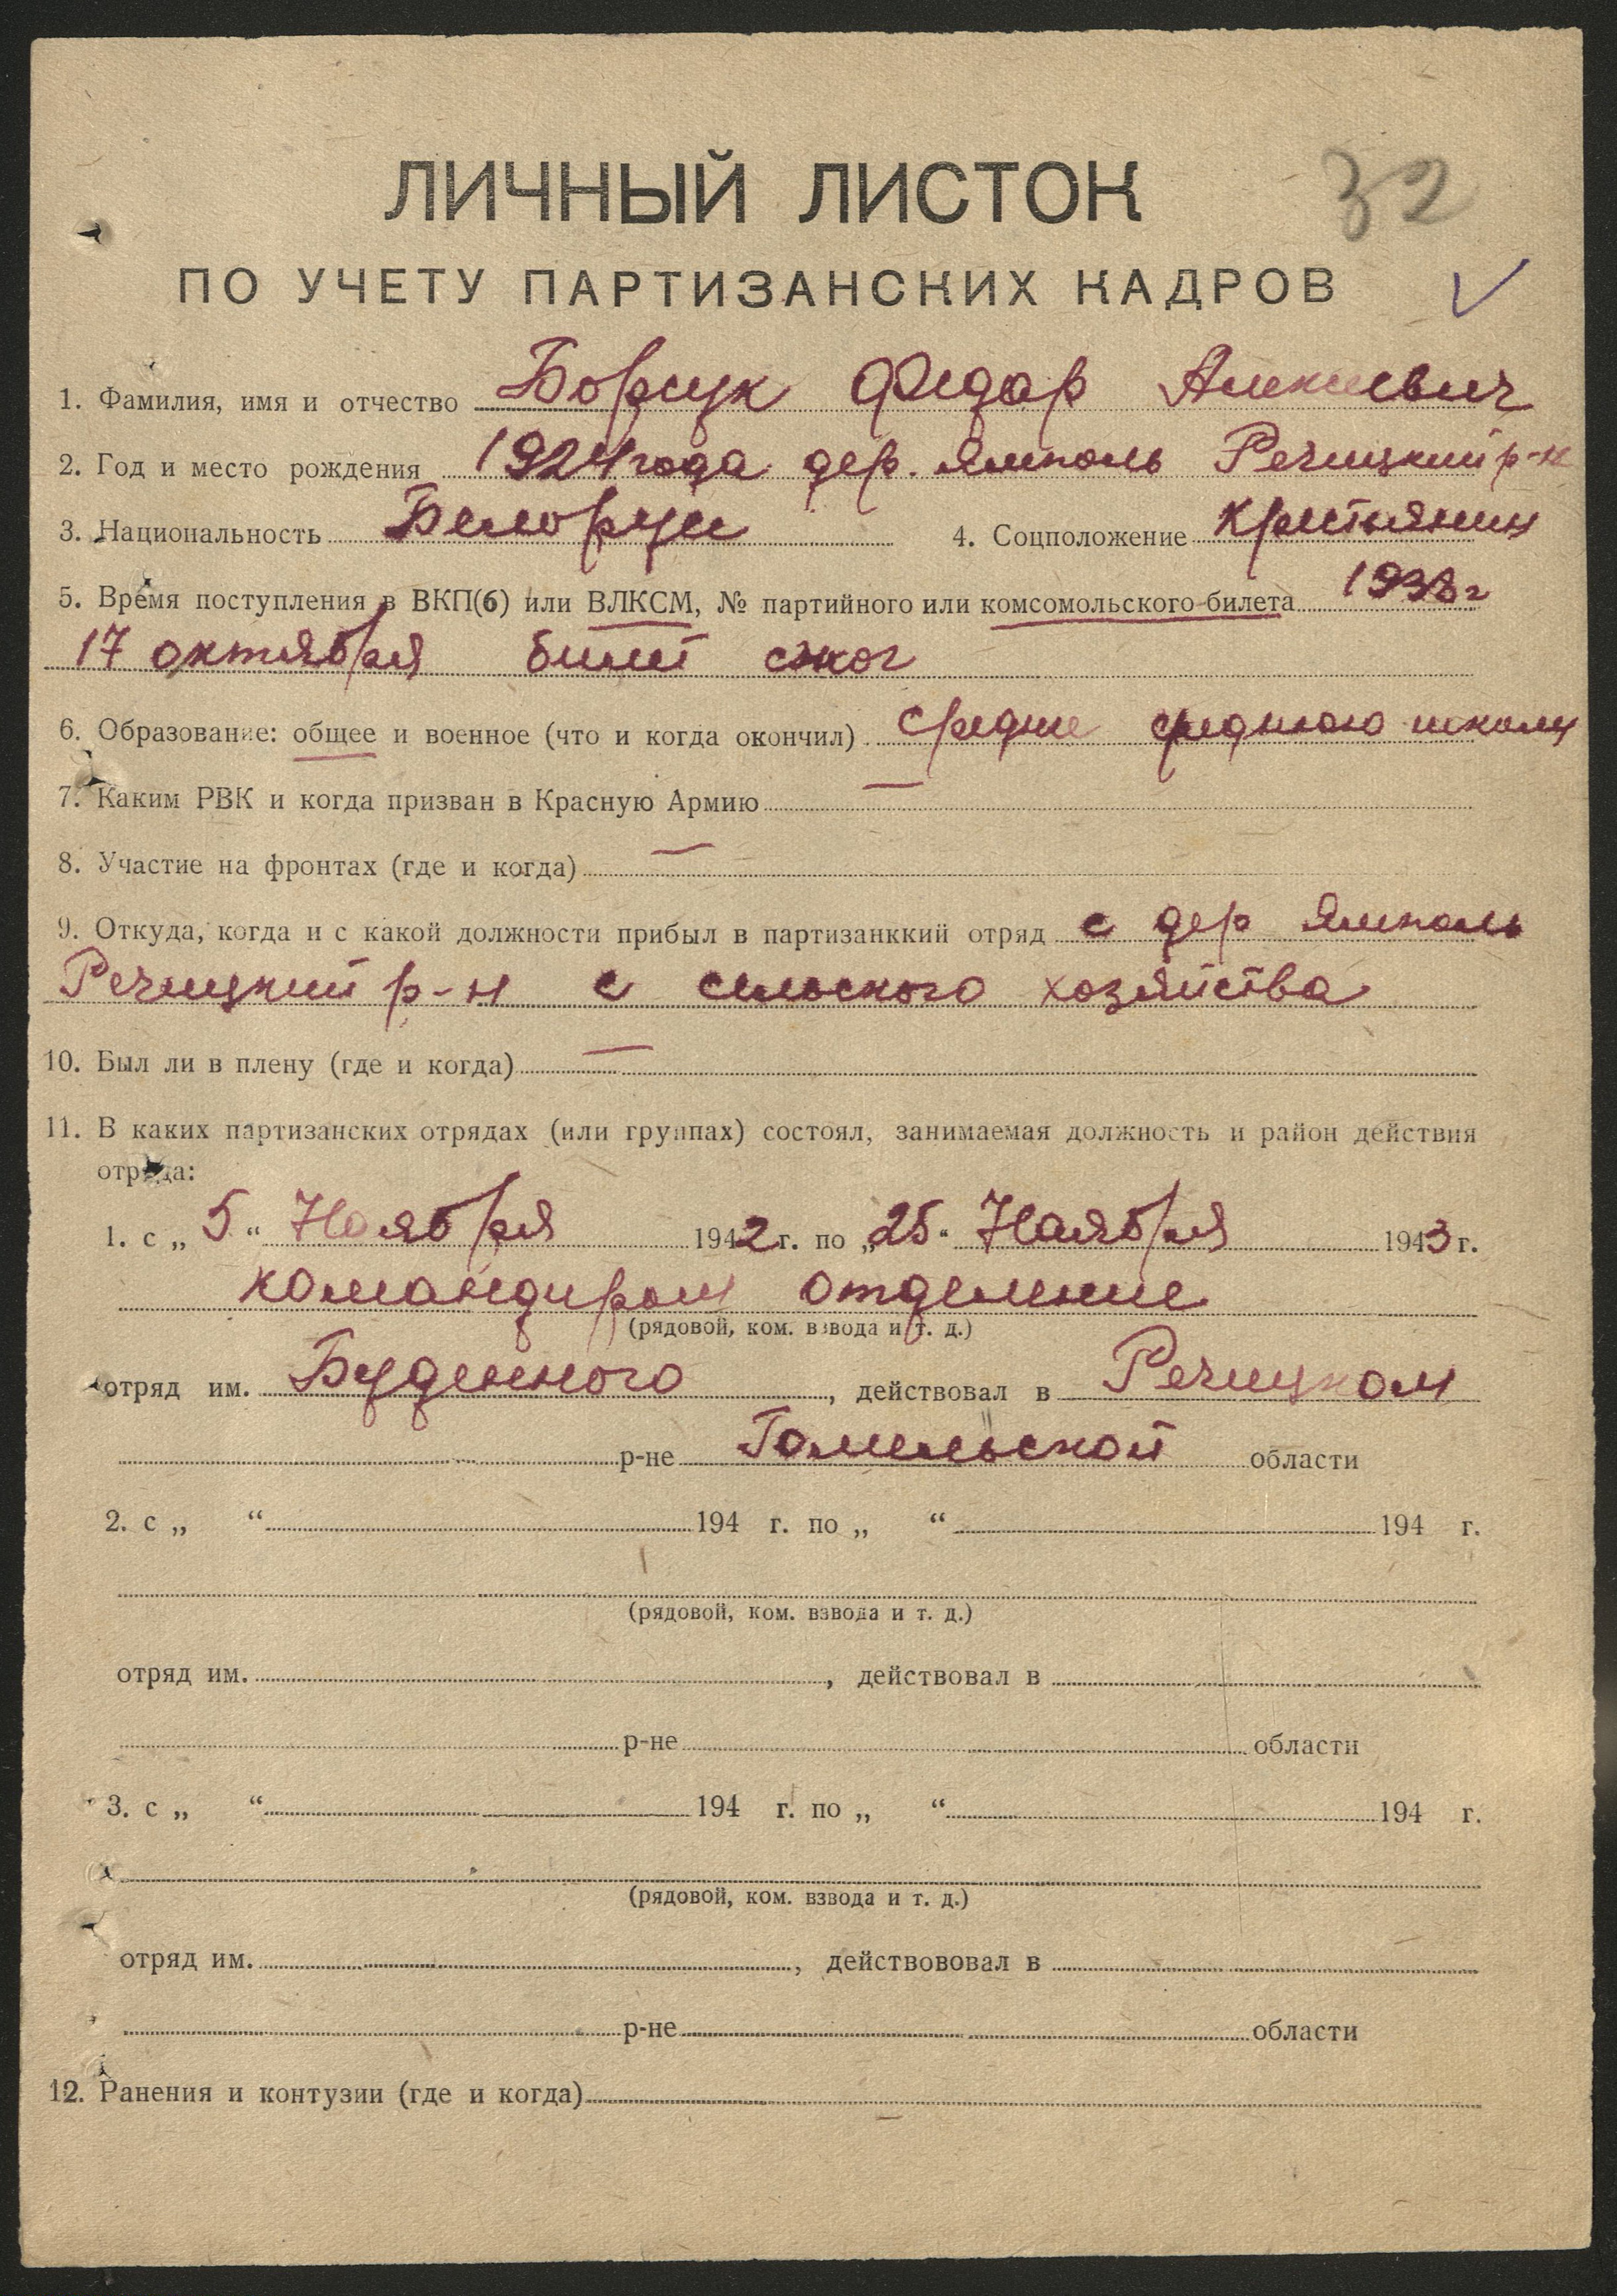 ЛИЧНЫЙ ЛИСТОК
32
ПО УЧЕТУ ПАРТИЗАНСКИХ КАДРОВ
1. Фамилия, имя и отчество Борсук Федар Алексеевич
2. Год и место рождения 1924 года дер. Ямполь Речицкий р-н
3. Национальность Белорус 4. Соцположение Крестьянин
5. Время поступления в ВКП(б) или ВЛКСМ, № партийного или комсомольского билета 1938 г
17 октября билет сжог
6. Образование: общее и военное (что и когда окончил) Средне среднюю школу
7. Каким РВК и когда призван в Красную Армию —
8. Участие на фронтах (где и когда) —
9. Откуда, когда и с какой должности прибыл в партизанккий отряд с дер Ямполь
Речицкий р-н с сельского хозяйства
10. Был ли в плену (где и когда) —
11. В каких партизанских отрядах (или группах) состоял, занимаемая должность и район действия
отряда:
1. с „ 5 “ Ноября 1942 г. по „ 25 “ Наября 1943 г.
командиром отделение
(рядовой, ком. взвода и т. д.)
отряд им. Буденного, действовал в Речицком
р-не Гомельской области
2. с „ “ 194 г. по „ “ 194 г.
(рядовой, ком. взвода и т. д.)
отряд им. , действовал в
р-не области
3. с „ “ 194 г. по „ “ 194 г.
(рядовой, ком. взвода и т. д.)
отряд им. , действововал в
р-не области
12. Ранения и контузии (где и когда)